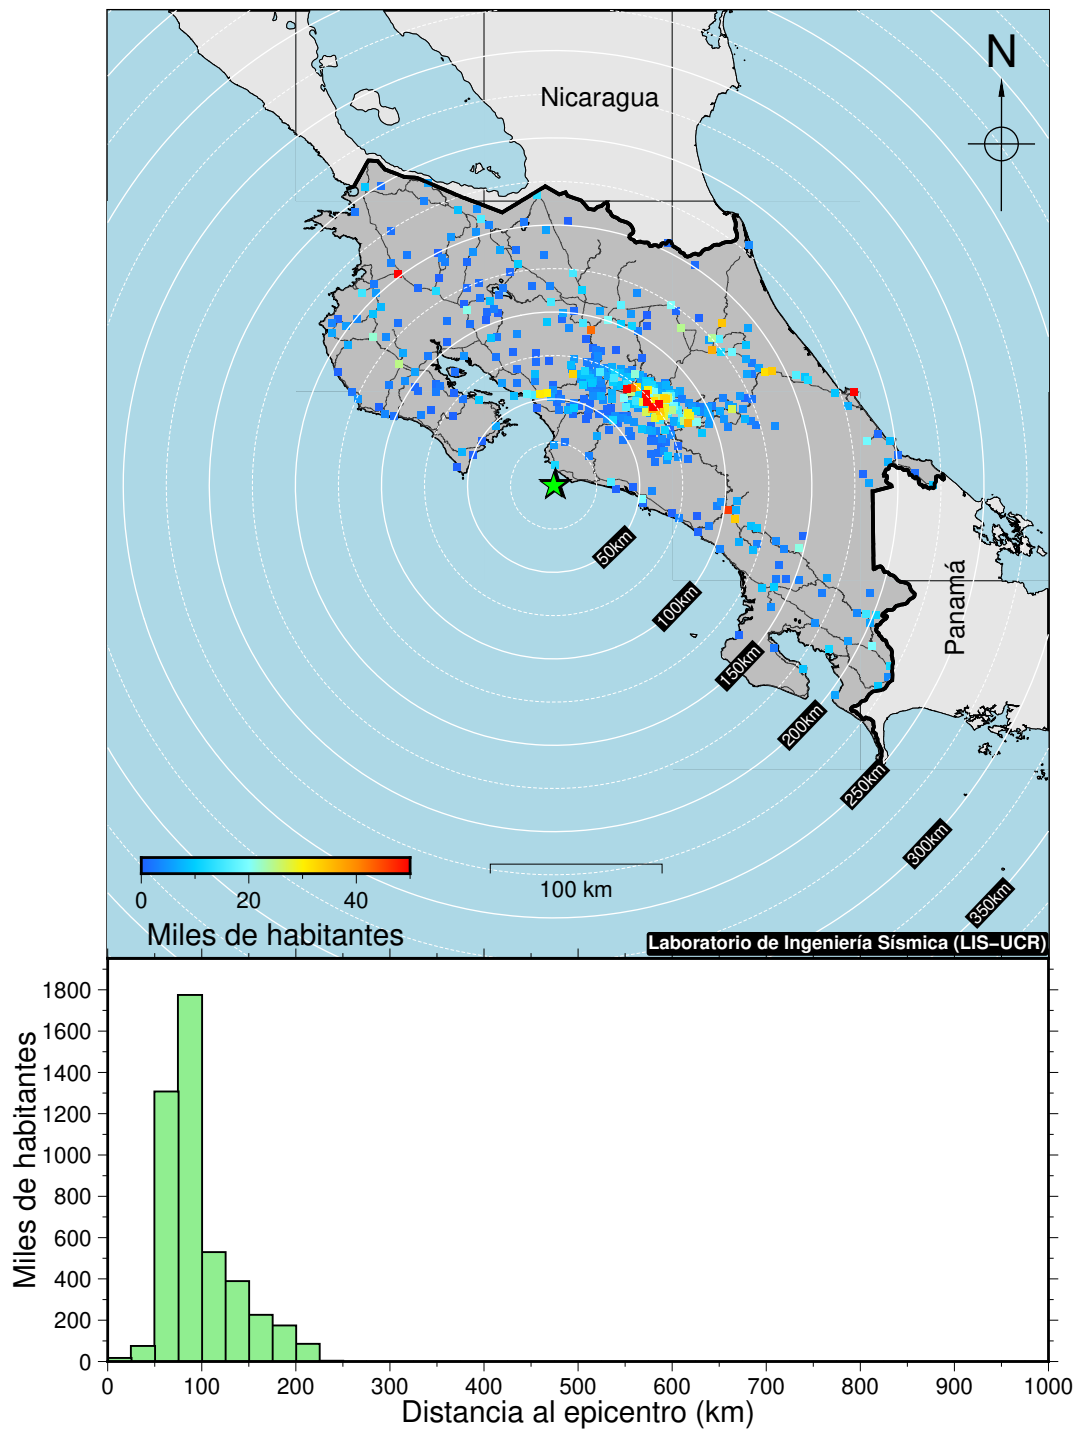 N
Nicaragua
Panamá
50km
100km
150km
200km
250km
300km
350km
0 20 40
Miles de habitantes
100 km
Laboratorio de Ingeniería Sísmica (LIS−UCR)
1800
1600
1400
1200
1000
800
600
400
200
0
Miles de habitantes
0 100 200 300 400 500 600 700 800 900 1000
Distancia al epicentro (km)